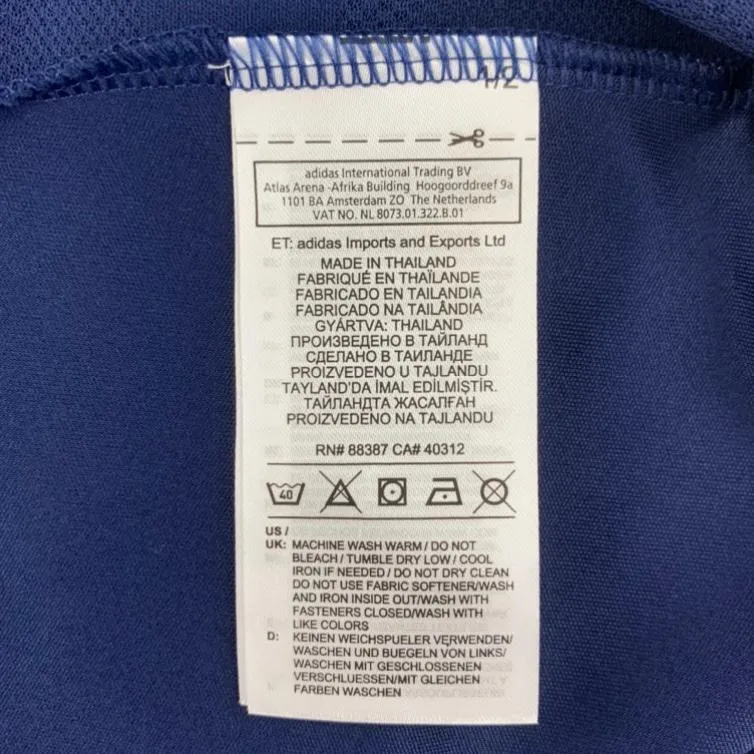 1/2
adidas International Trading BV
Atlas Arena -Afrika Building Hoogoorddreef 9a
1101 BA Amsterdam ZO The Netherlands
VAT NO. NL 8073.01.322.B.01
ET: adidas Imports and Exports Ltd
MADE IN THAILAND
FABRIQUÉ EN THAÏLANDE
FABRICADO EN TAILANDIA
FABRICADO NA TAILÂNDIA
GYÁRTVA: THAILAND
ПРОИЗВЕДЕНО В ТАЙЛАНД
СДЕЛАНО В ТАИЛАНДЕ
PROIZVEDENO U TAJLANDU
TAYLAND'DA İMAL EDİLMİŞTİR.
ТАЙЛАНДТА ЖАСАЛҒАН
PROIZVEDENO NA TAJLANDU
RN# 88387 CA# 40312
40
US /
UK: MACHINE WASH WARM / DO NOT
BLEACH / TUMBLE DRY LOW / COOL
IRON IF NEEDED / DO NOT DRY CLEAN
DO NOT USE FABRIC SOFTENER/WASH
AND IRON INSIDE OUT/WASH WITH
FASTENERS CLOSED/WASH WITH
LIKE COLORS
D: KEINEN WEICHSPUELER VERWENDEN/
WASCHEN UND BUEGELN VON LINKS/
WASCHEN MIT GESCHLOSSENEN
VERSCHLUESSEN/MIT GLEICHEN
FARBEN WASCHEN